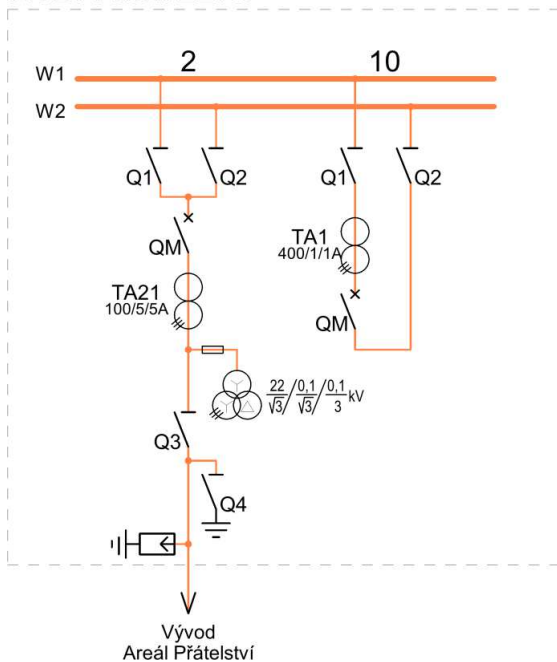 2
10
W1
W2
Q1
Q2
Q1
Q2
QM
TA1
400/1/1A
TA21
100/5/5A
QM
22/√3/0,1/√3/0,1/3 kV
Q3
Q4
Vývod
Areál Přátelství